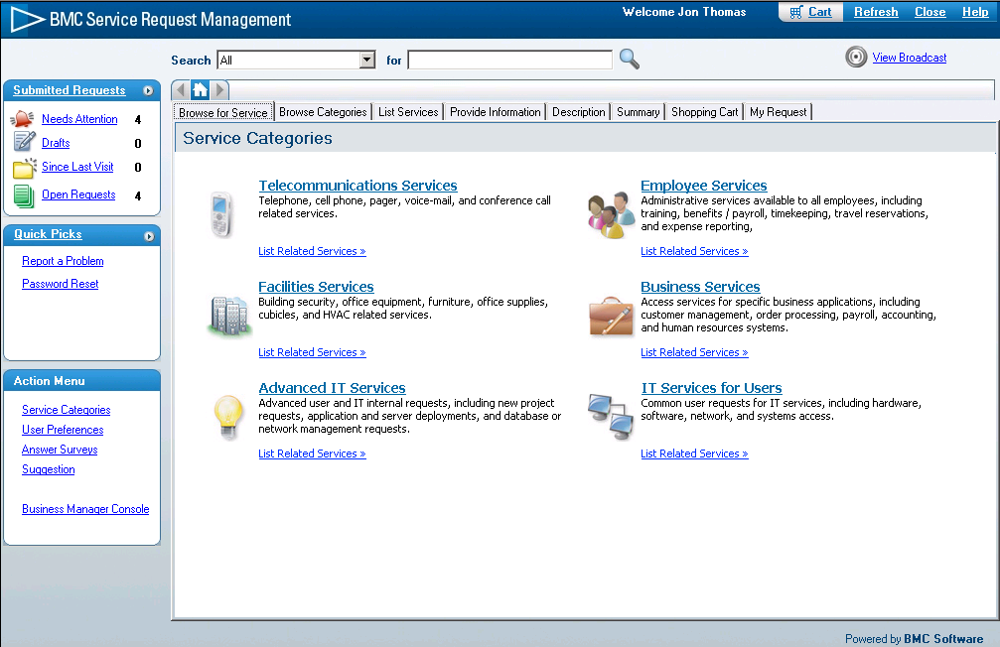 BMC Service Request Management
Welcome Jon Thomas
Cart
Refresh
Close
Help
Search
All
for
View Broadcast
Submitted Requests
Needs Attention 4
Drafts 0
Since Last Visit 0
Open Requests 4
Quick Picks
Report a Problem
Password Reset
Action Menu
Service Categories
User Preferences
Answer Surveys
Suggestion
Business Manager Console
Browse for Service
Browse Categories
List Services
Provide Information
Description
Summary
Shopping Cart
My Request
Service Categories
Telecommunications Services
Telephone, cell phone, pager, voice-mail, and conference call
related services.
List Related Services »
Employee Services
Administrative services available to all employees, including
training, benefits / payroll, timekeeping, travel reservations,
and expense reporting,
List Related Services »
Facilities Services
Building security, office equipment, furniture, office supplies,
cubicles, and HVAC related services.
List Related Services »
Business Services
Access services for specific business applications, including
customer management, order processing, payroll, accounting,
and human resources systems.
List Related Services »
Advanced IT Services
Advanced user and IT internal requests, including new project
requests, application and server deployments, and database or
network management requests.
List Related Services »
IT Services for Users
Common user requests for IT services, including hardware,
software, network, and systems access.
List Related Services »
Powered by BMC Software